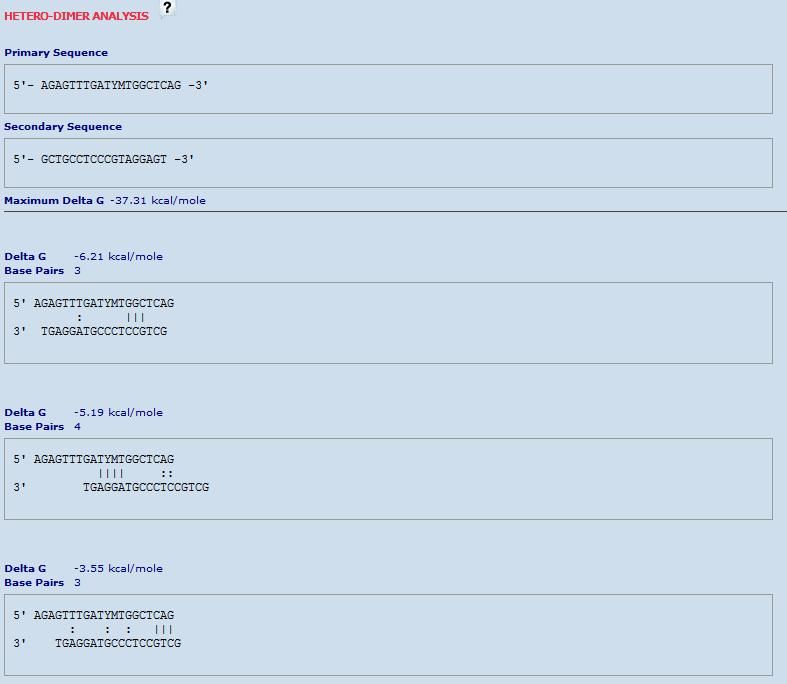 HETERO-DIMER ANALYSIS ?
Primary Sequence
5'- AGAGTTTGATYMTGGCTCAG -3'
Secondary Sequence
5'- GCTGCCTCCCGTAGGAGT -3'
Maximum Delta G -37.31 kcal/mole
Delta G -6.21 kcal/mole
Base Pairs 3
5' AGAGTTTGATYMTGGCTCAG
: |||
3' TGAGGATGCCCTCCGTCG
Delta G -5.19 kcal/mole
Base Pairs 4
5' AGAGTTTGATYMTGGCTCAG
|||| ::
3' TGAGGATGCCCTCCGTCG
Delta G -3.55 kcal/mole
Base Pairs 3
5' AGAGTTTGATYMTGGCTCAG
: : : |||
3' TGAGGATGCCCTCCGTCG